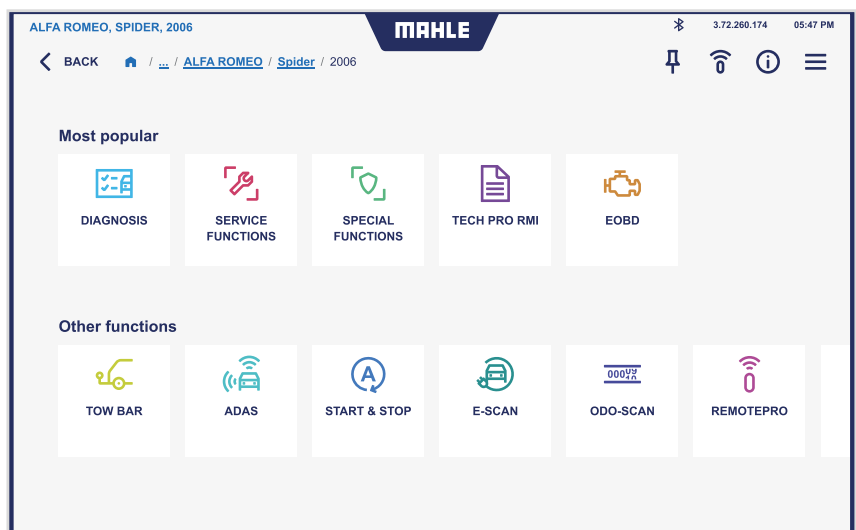 ALFA ROMEO, SPIDER, 2006
MAHLE
3.72.260.174
05:47 PM
BACK / ... / ALFA ROMEO / Spider / 2006
Most popular
DIAGNOSIS
SERVICE
FUNCTIONS
SPECIAL
FUNCTIONS
TECH PRO RMI
EOBD
Other functions
TOW BAR
ADAS
A
START & STOP
E-SCAN
ODO-SCAN
REMOTEPRO